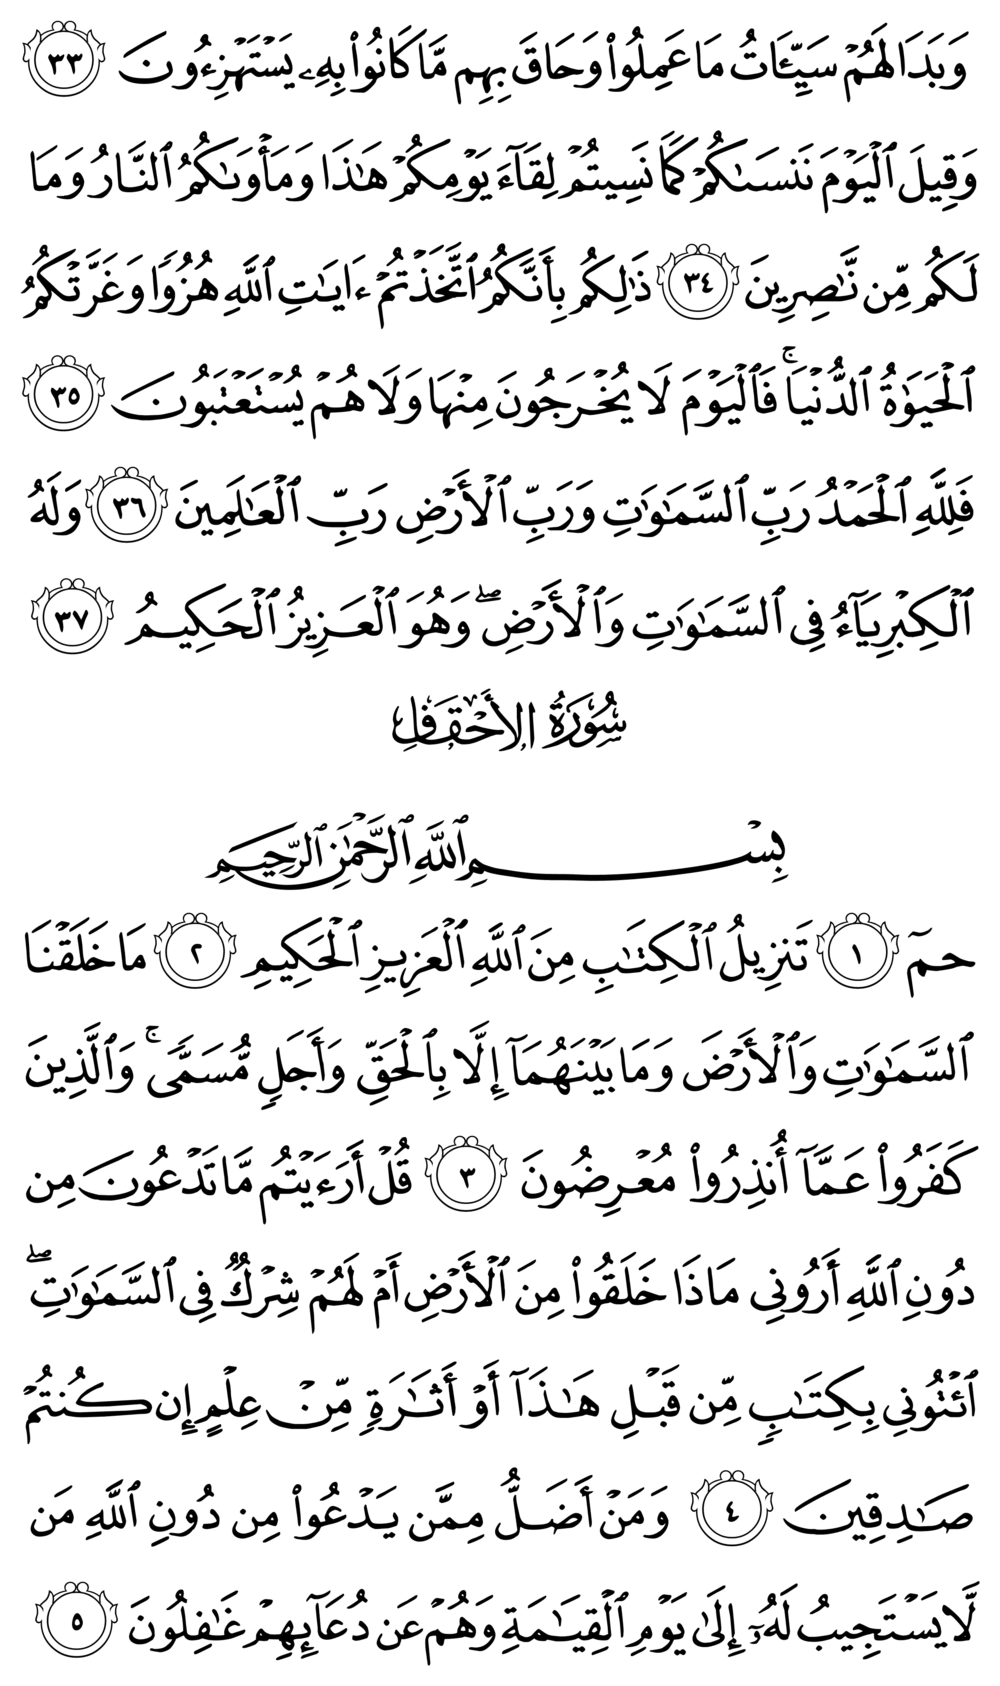 وَبَدَا لَهُمْ سَيِّـَٔاتُ مَا عَمِلُوا۟ وَحَاقَ بِهِم مَّا كَانُوا۟ بِهِۦ يَسْتَهْزِءُونَ ٣٣
وَقِيلَ ٱلْيَوْمَ نَنسَىٰكُمْ كَمَا نَسِيتُمْ لِقَآءَ يَوْمِكُمْ هَـٰذَا وَمَأْوَىٰكُمُ ٱلنَّارُ وَمَا
لَكُم مِّن نَّـٰصِرِينَ ٣٤ ذَٰلِكُم بِأَنَّكُمُ ٱتَّخَذْتُمْ ءَايَـٰتِ ٱللَّهِ هُزُوًا وَغَرَّتْكُمُ
ٱلْحَيَوٰةُ ٱلدُّنْيَا ۚ فَٱلْيَوْمَ لَا يُخْرَجُونَ مِنْهَا وَلَا هُمْ يُسْتَعْتَبُونَ ٣٥
فَلِلَّهِ ٱلْحَمْدُ رَبِّ ٱلسَّمَـٰوَٰتِ وَرَبِّ ٱلْأَرْضِ رَبِّ ٱلْعَـٰلَمِينَ ٣٦ وَلَهُ
ٱلْكِبْرِيَآءُ فِى ٱلسَّمَـٰوَٰتِ وَٱلْأَرْضِ ۖ وَهُوَ ٱلْعَزِيزُ ٱلْحَكِيمُ ٣٧
سُورَةُ الأَحْقَافِ
بِسْمِ ٱللَّهِ ٱلرَّحْمَـٰنِ ٱلرَّحِيمِ
حمٓ ١ تَنزِيلُ ٱلْكِتَـٰبِ مِنَ ٱللَّهِ ٱلْعَزِيزِ ٱلْحَكِيمِ ٢ مَا خَلَقْنَا
ٱلسَّمَـٰوَٰتِ وَٱلْأَرْضَ وَمَا بَيْنَهُمَآ إِلَّا بِٱلْحَقِّ وَأَجَلٍ مُّسَمًّى ۚ وَٱلَّذِينَ
كَفَرُوا۟ عَمَّآ أُنذِرُوا۟ مُعْرِضُونَ ٣ قُلْ أَرَءَيْتُم مَّا تَدْعُونَ مِن
دُونِ ٱللَّهِ أَرُونِى مَاذَا خَلَقُوا۟ مِنَ ٱلْأَرْضِ أَمْ لَهُمْ شِرْكٌ فِى ٱلسَّمَـٰوَٰتِ ۖ
ٱئْتُونِى بِكِتَـٰبٍ مِّن قَبْلِ هَـٰذَآ أَوْ أَثَـٰرَةٍ مِّنْ عِلْمٍ إِن كُنتُمْ
صَـٰدِقِينَ ٤ وَمَنْ أَضَلُّ مِمَّن يَدْعُوا۟ مِن دُونِ ٱللَّهِ مَن
لَّا يَسْتَجِيبُ لَهُۥٓ إِلَىٰ يَوْمِ ٱلْقِيَـٰمَةِ وَهُمْ عَن دُعَآئِهِمْ غَـٰفِلُونَ ٥